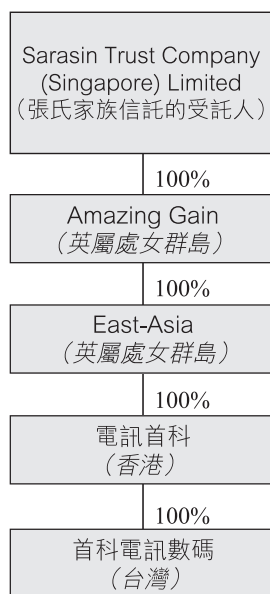 Sarasin Trust Company
(Singapore) Limited
（張氏家族信託的受託人）
100%
Amazing Gain
（英屬處女群島）
100%
East-Asia
（英屬處女群島）
100%
電訊首科
（香港）
100%
首科電訊數碼
（台灣）